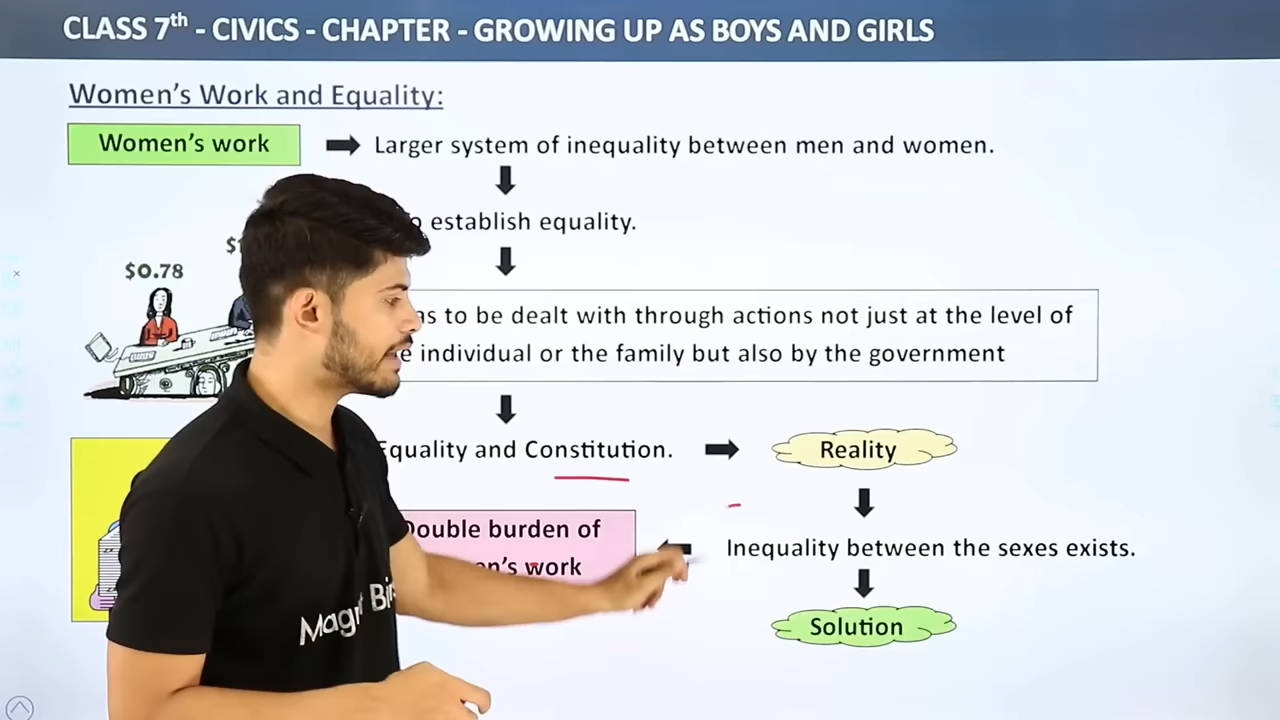 CLASS 7th - CIVICS - CHAPTER - GROWING UP AS BOYS AND GIRLS
Women's Work and Equality:
Women's work
Larger system of inequality between men and women.
establish equality.
$0.78
to be dealt with through actions not just at the level of
individual or the family but also by the government
Equality and Constitution.
Reality
Double burden of
work
Inequality between the sexes exists.
Solution